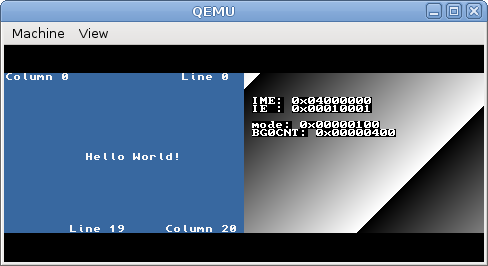 QEMU
Machine View
Column 0 Line 0
Hello World!
Line 19 Column 20
IME: 0x04000000
IE : 0x00010001
mode: 0x00000100
BG0CNT: 0x00000400